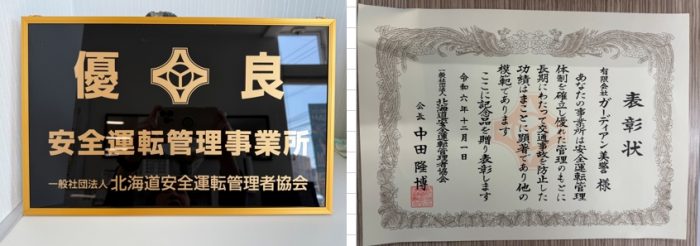 優良
安全運転管理事業所
一般社団法人 北海道安全運転管理者協会
表彰状
有限会社 ガーディアン美警 様
あなたの事業所は安全運転管理
体制を確立し優れた管理のもとに
長期にわたって交通事故を防止した
功績はまことに顕著であり他の
模範であります
ここに記念品を贈り表彰します
令和六年十二月一日
一般社団法人 北海道安全運転管理者協会
会長 中田隆博